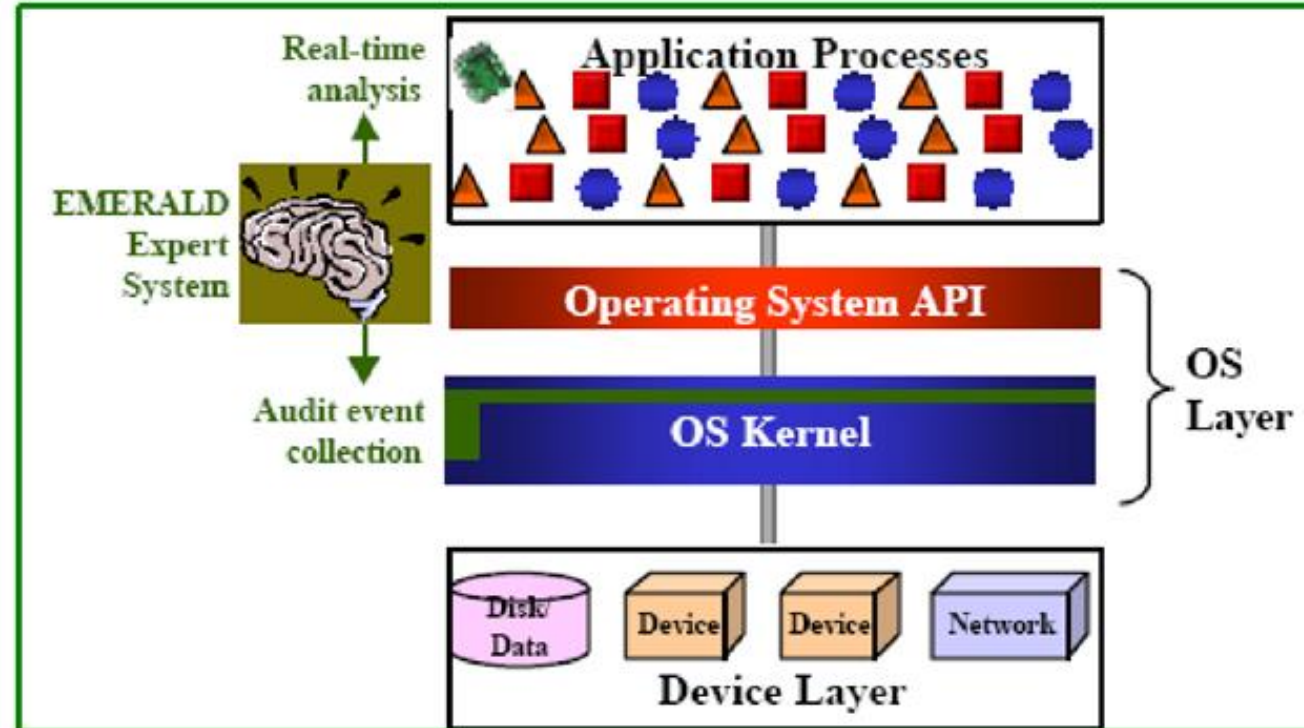 Real-time
analysis
EMERALD
Expert
System
Audit event
collection
Application Processes
Operating System API
OS Kernel
OS
Layer
Disk/
Data
Device
Device
Network
Device Layer